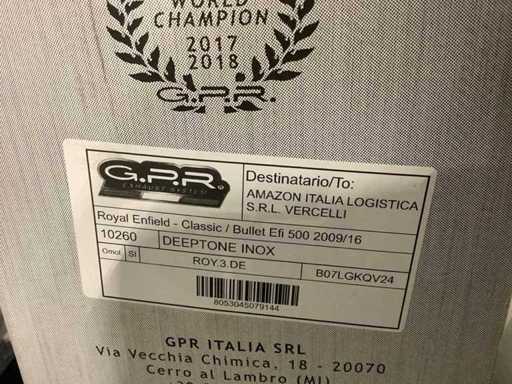 WORLD
CHAMPION
2017
2018
G.P.R.
G.P.R.
EXHAUST SYSTEM
Destinatario/To:
AMAZON ITALIA LOGISTICA
S.R.L. VERCELLI
Royal Enfield - Classic / Bullet Efi 500 2009/16
10260 DEEPTONE INOX
Omol SI ROY.3.DE B07LGKQV24
8053045079144
GPR ITALIA SRL
Via Vecchia Chimica, 18 - 20070
Cerro al Lambro (MI)